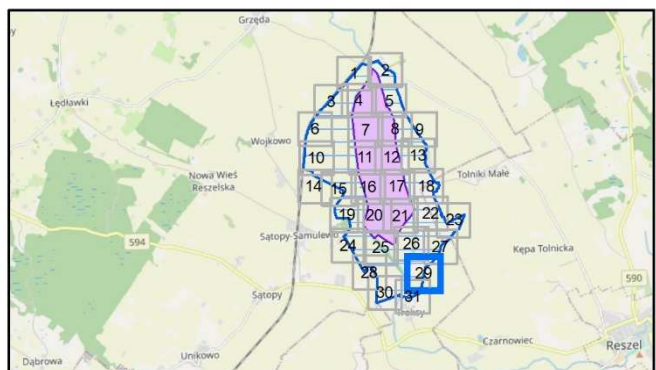 Grzęda
1 2
3 4 5
Łędławki
6 7 8 9
Wojkowo
10 11 12 13
Tolniki Małe
Nowa Wieś
Reszelska
14 15 16 17 18
19 20 21 22 23
594
Sątopy-Samulewo
24 25 26 27
Kępa Tolnicka
28 29
590
Sątopy
30 31
Troksy
Czarnowiec
Reszel
Unikowo
Dąbrowa